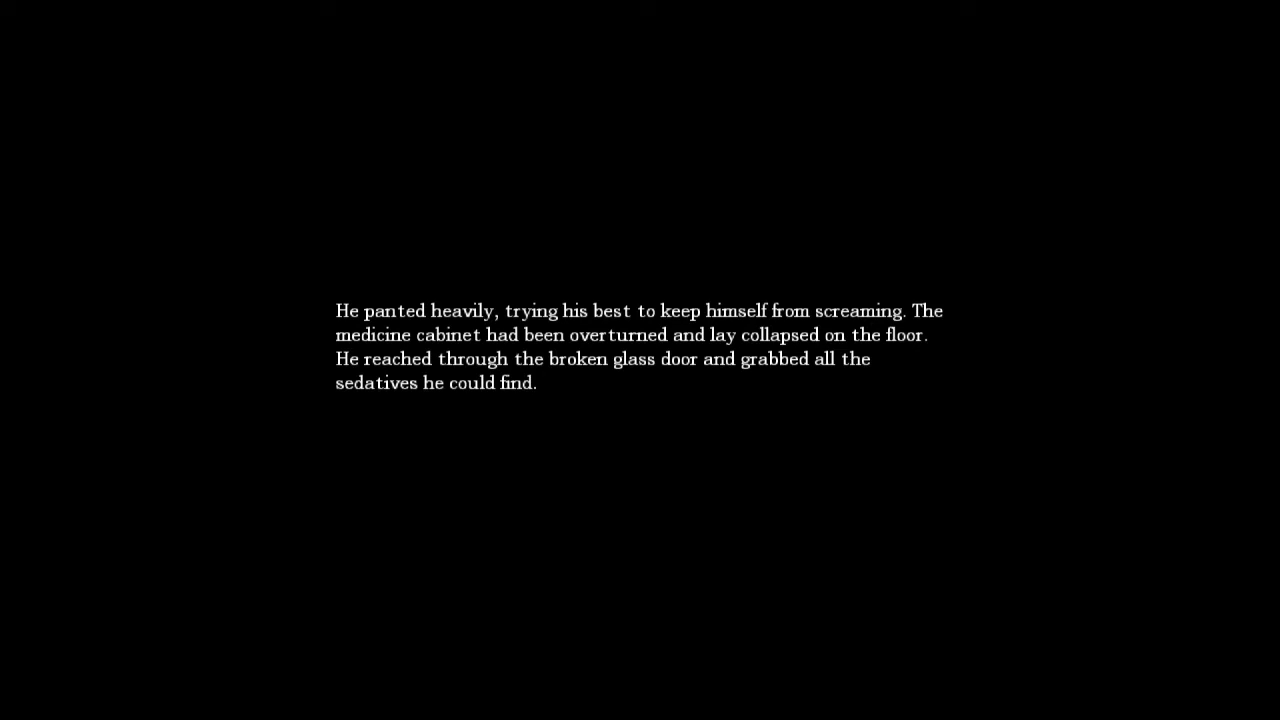 He panted heavily, trying his best to keep himself from screaming. The
medicine cabinet had been overturned and lay collapsed on the floor.
He reached through the broken glass door and grabbed all the
sedatives he could find.